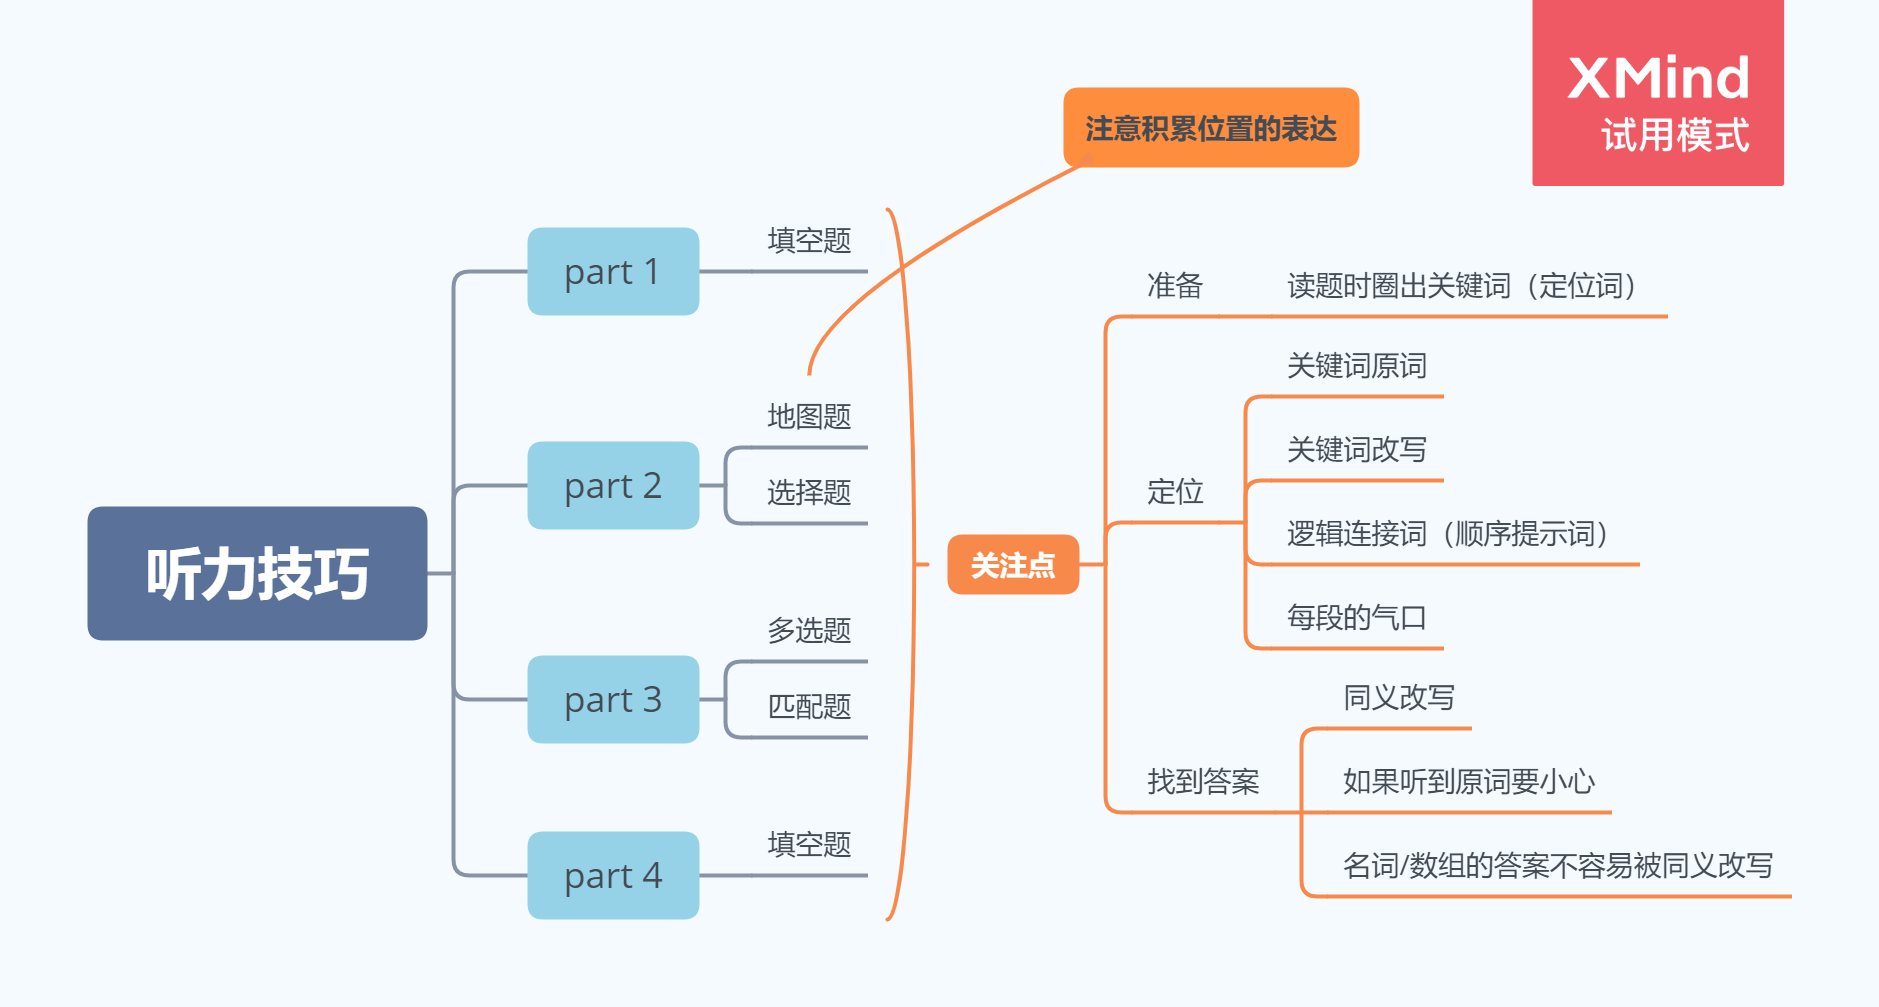 XMind
试用模式
注意积累位置的表达
听力技巧
part 1
填空题
part 2
地图题
选择题
part 3
多选题
匹配题
part 4
填空题
关注点
准备
读题时圈出关键词（定位词）
定位
关键词原词
关键词改写
逻辑连接词（顺序提示词）
每段的气口
找到答案
同义改写
如果听到原词要小心
名词/数组的答案不容易被同义改写